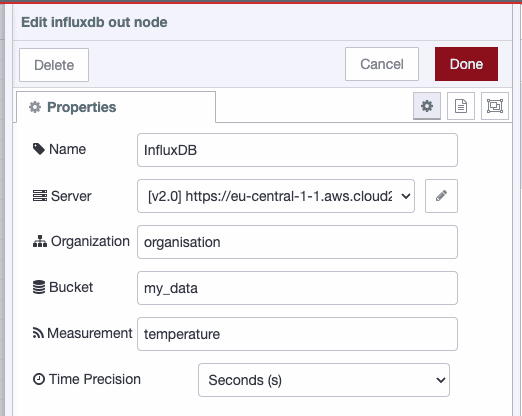 Edit influxdb out node
Delete Cancel Done
Properties
Name InfluxDB
Server [v2.0] https://eu-central-1-1.aws.cloud2
Organization organisation
Bucket my_data
Measurement temperature
Time Precision Seconds (s)